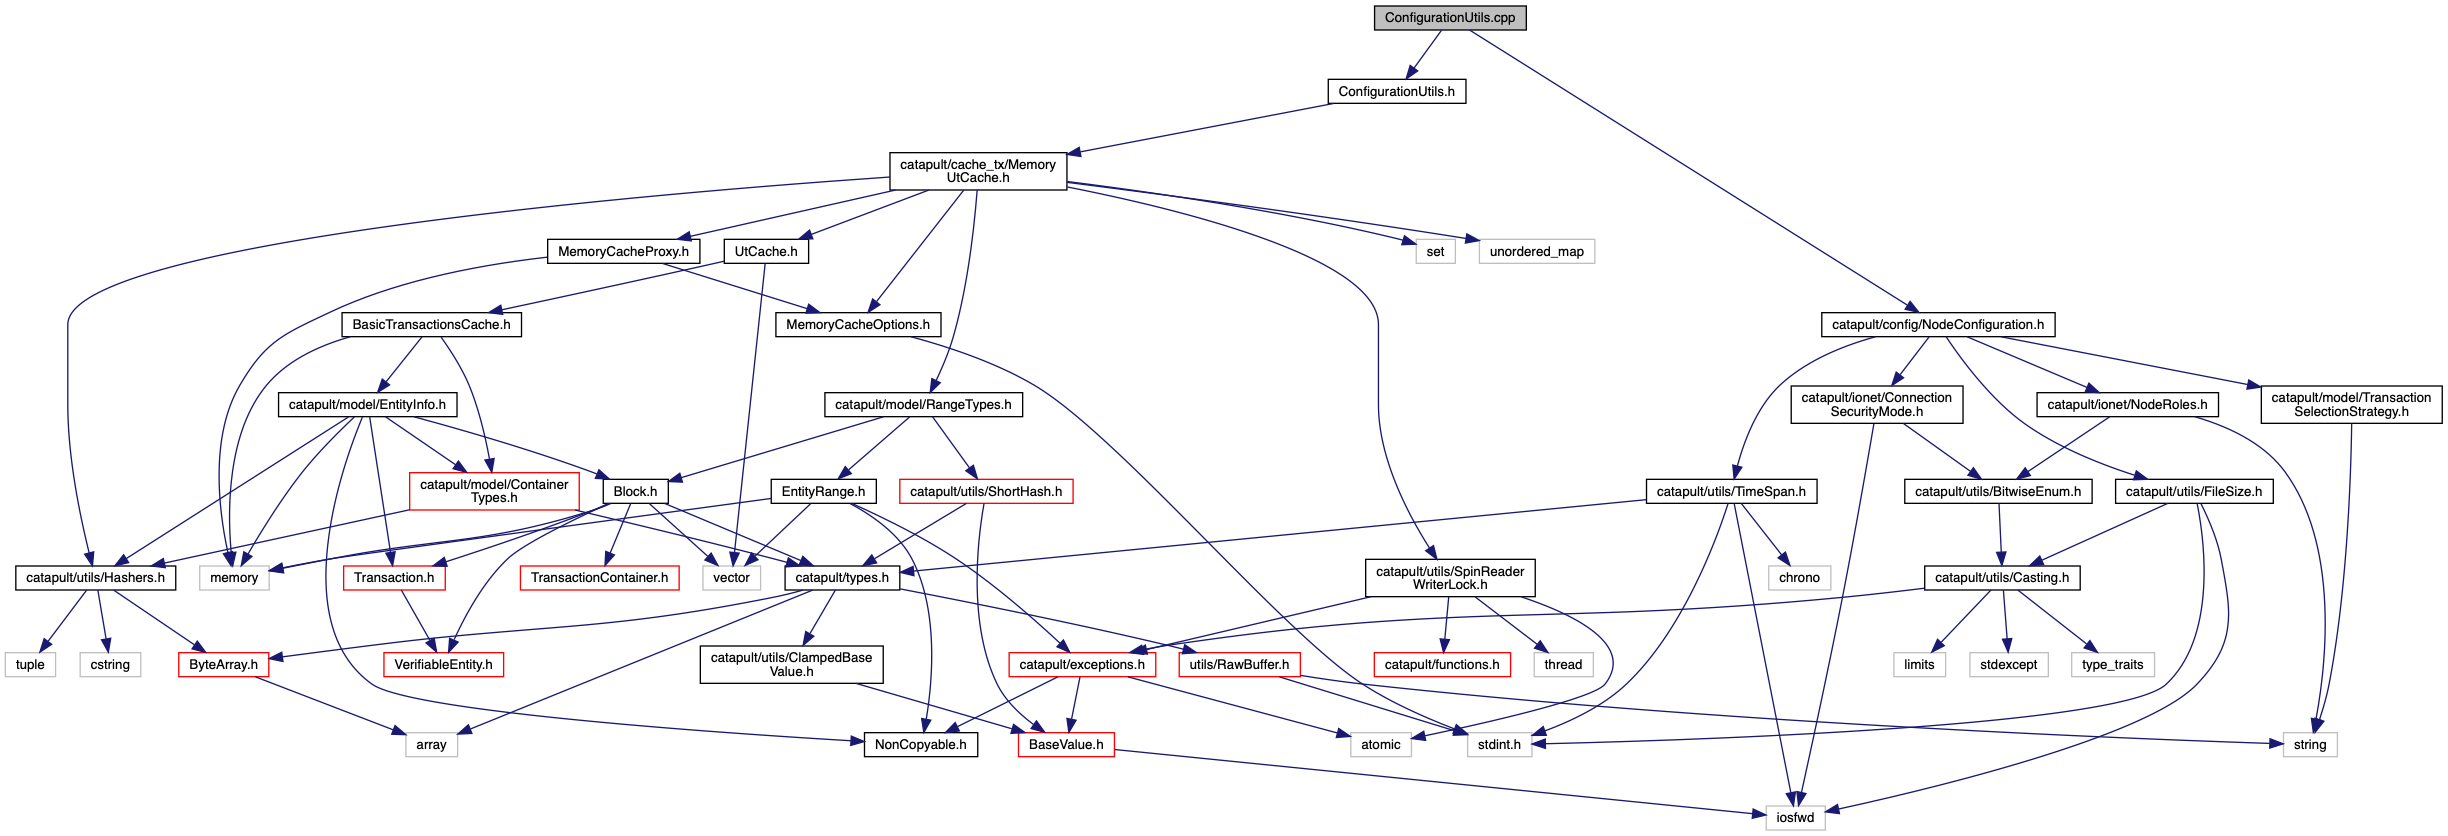 ConfigurationUtils.cpp
ConfigurationUtils.h
catapult/cache_tx/Memory
UtCache.h
MemoryCacheProxy.h
UtCache.h
set
unordered_map
BasicTransactionsCache.h
MemoryCacheOptions.h
catapult/config/NodeConfiguration.h
catapult/model/EntityInfo.h
catapult/model/RangeTypes.h
catapult/ionet/Connection
SecurityMode.h
catapult/ionet/NodeRoles.h
catapult/model/Transaction
SelectionStrategy.h
catapult/model/Container
Types.h
Block.h
EntityRange.h
catapult/utils/ShortHash.h
catapult/utils/TimeSpan.h
catapult/utils/BitwiseEnum.h
catapult/utils/FileSize.h
catapult/utils/Hashers.h
memory
Transaction.h
TransactionContainer.h
vector
catapult/types.h
catapult/utils/SpinReader
WriterLock.h
chrono
catapult/utils/Casting.h
tuple
cstring
ByteArray.h
VerifiableEntity.h
catapult/utils/ClampedBase
Value.h
catapult/exceptions.h
utils/RawBuffer.h
catapult/functions.h
thread
limits
stdexcept
type_traits
array
NonCopyable.h
BaseValue.h
atomic
stdint.h
string
iosfwd